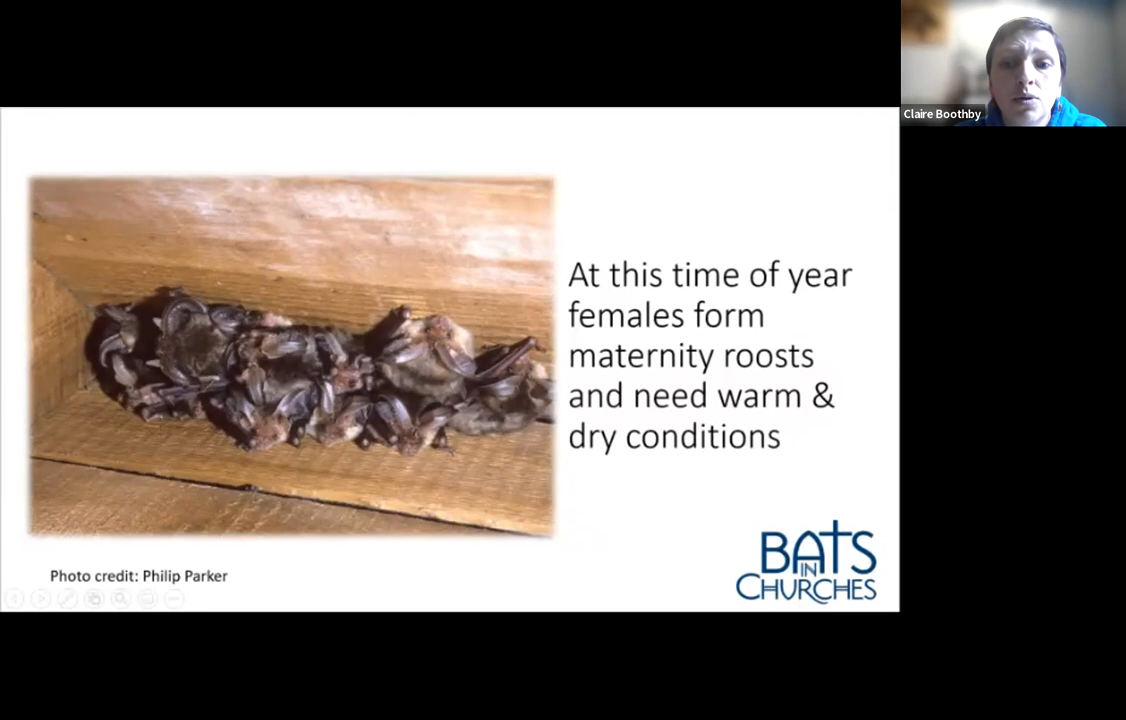 Claire Boothby
At this time of year
females form
maternity roosts
and need warm &
dry conditions
BATS
IN
CHURCHES
Photo credit: Philip Parker